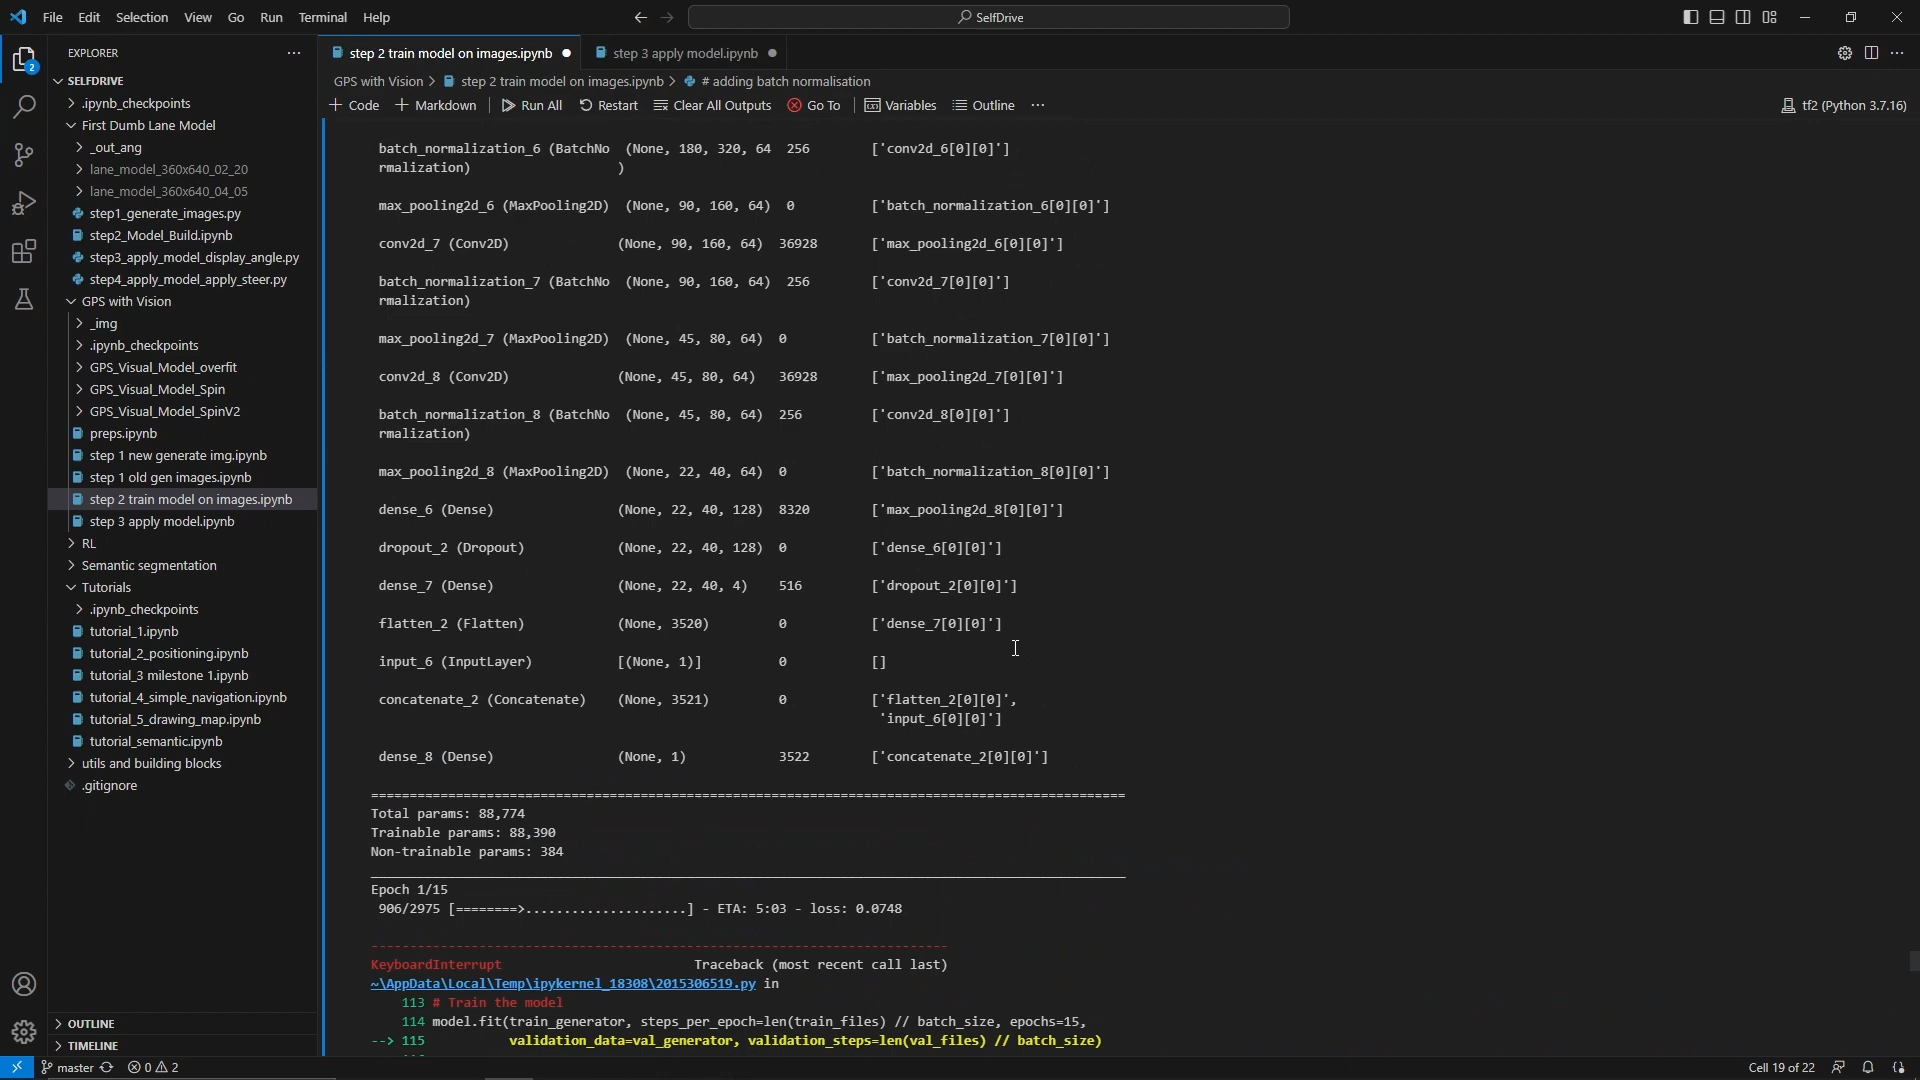 File Edit Selection View Go Run Terminal Help
SelfDrive
EXPLORER
SELFDRIVE
.ipynb_checkpoints
First Dumb Lane Model
_out_ang
lane_model_360x640_02_20
lane_model_360x640_04_05
step1_generate_images.py
step2_Model_Build.ipynb
step3_apply_model_display_angle.py
step4_apply_model_apply_steer.py
GPS with Vision
_img
.ipynb_checkpoints
GPS_Visual_Model_overfit
GPS_Visual_Model_Spin
GPS_Visual_Model_SpinV2
preps.ipynb
step 1 new generate img.ipynb
step 1 old gen images.ipynb
step 2 train model on images.ipynb
step 3 apply model.ipynb
RL
Semantic segmentation
Tutorials
.ipynb_checkpoints
tutorial_1.ipynb
tutorial_2_positioning.ipynb
tutorial_3 milestone 1.ipynb
tutorial_4_simple_navigation.ipynb
tutorial_5_drawing_map.ipynb
tutorial_semantic.ipynb
utils and building blocks
.gitignore
OUTLINE
TIMELINE
2
step 2 train model on images.ipynb step 3 apply model.ipynb
GPS with Vision > step 2 train model on images.ipynb > # adding batch normalisation
Code Markdown Run All Restart Clear All Outputs Go To Variables Outline ··· tf2 (Python 3.7.16)
batch_normalization_6 (BatchNo (None, 180, 320, 64 256 ['conv2d_6[0][0]']
rmalization) )
max_pooling2d_6 (MaxPooling2D) (None, 90, 160, 64) 0 ['batch_normalization_6[0][0]']
conv2d_7 (Conv2D) (None, 90, 160, 64) 36928 ['max_pooling2d_6[0][0]']
batch_normalization_7 (BatchNo (None, 90, 160, 64) 256 ['conv2d_7[0][0]']
rmalization)
max_pooling2d_7 (MaxPooling2D) (None, 45, 80, 64) 0 ['batch_normalization_7[0][0]']
conv2d_8 (Conv2D) (None, 45, 80, 64) 36928 ['max_pooling2d_7[0][0]']
batch_normalization_8 (BatchNo (None, 45, 80, 64) 256 ['conv2d_8[0][0]']
rmalization)
max_pooling2d_8 (MaxPooling2D) (None, 22, 40, 64) 0 ['batch_normalization_8[0][0]']
dense_6 (Dense) (None, 22, 40, 128) 8320 ['max_pooling2d_8[0][0]']
dropout_2 (Dropout) (None, 22, 40, 128) 0 ['dense_6[0][0]']
dense_7 (Dense) (None, 22, 40, 4) 516 ['dropout_2[0][0]']
flatten_2 (Flatten) (None, 3520) 0 ['dense_7[0][0]']
input_6 (InputLayer) [(None, 1)] 0 []
concatenate_2 (Concatenate) (None, 3521) 0 ['flatten_2[0][0]',
'input_6[0][0]']
dense_8 (Dense) (None, 1) 3522 ['concatenate_2[0][0]']
==================================================================================================
Total params: 88,774
Trainable params: 88,390
Non-trainable params: 384
__________________________________________________________________________________________________
Epoch 1/15
906/2975 [========>.....................] - ETA: 5:03 - loss: 0.0748
---------------------------------------------------------------------------
KeyboardInterrupt Traceback (most recent call last)
~\AppData\Local\Temp\ipykernel_18308\2015306519.py in
113 # Train the model
114 model.fit(train_generator, steps_per_epoch=len(train_files) // batch_size, epochs=15,
--> 115 validation_data=val_generator, validation_steps=len(val_files) // batch_size)
master 0 2 Cell 19 of 22